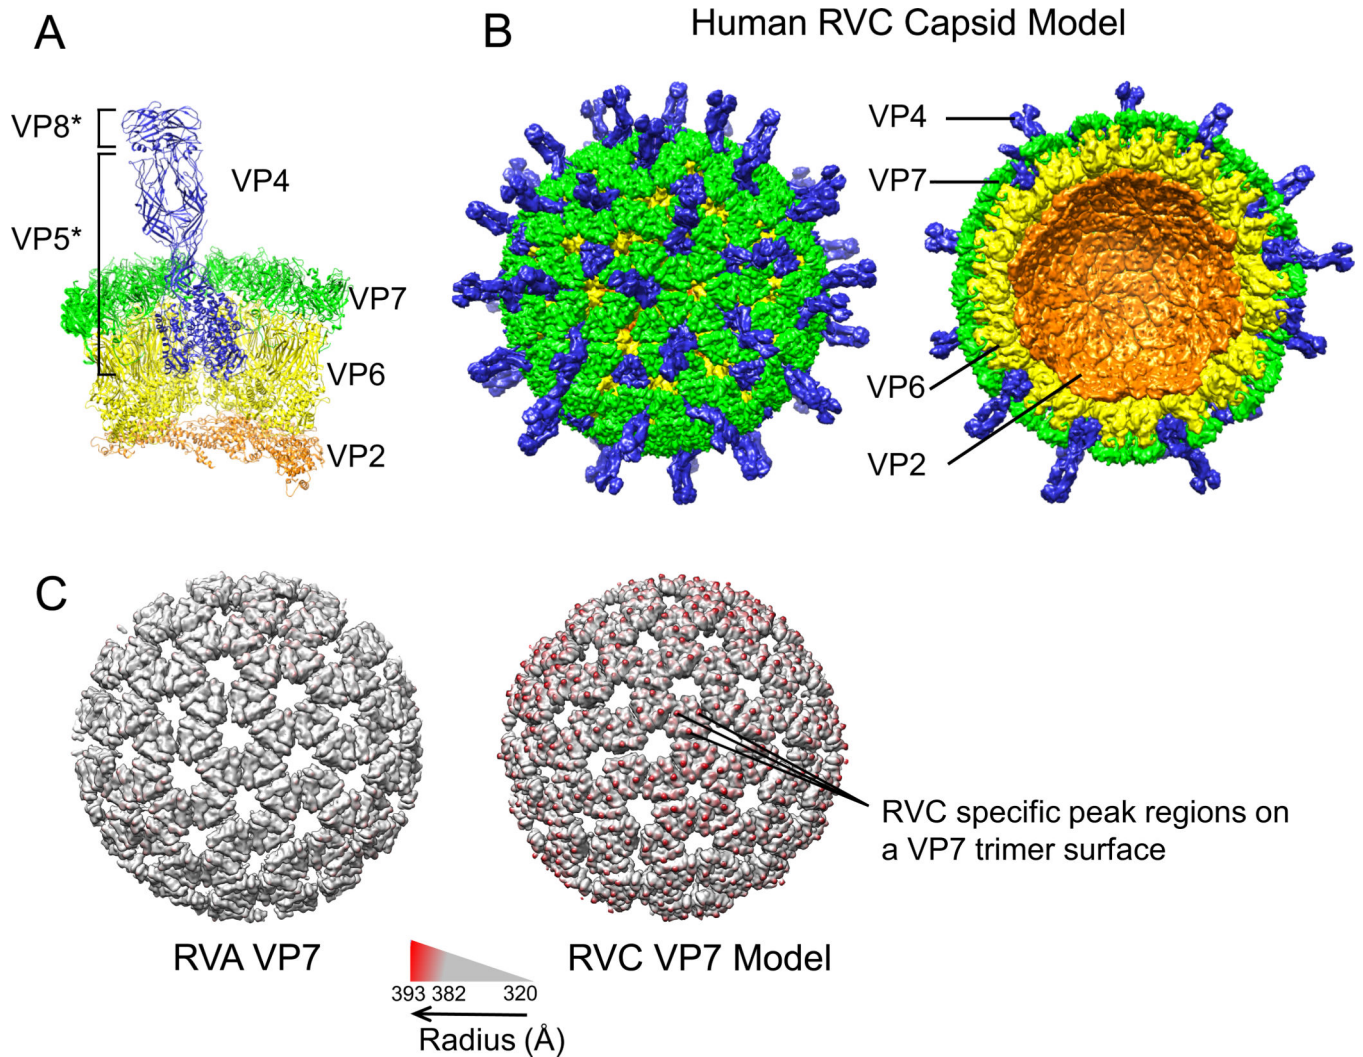 A
VP8*
VP5*
VP4
VP7
VP6
VP2
B
Human RVC Capsid Model
VP4
VP7
VP6
VP2
C
RVA VP7
RVC VP7 Model
RVC specific peak regions on
a VP7 trimer surface
393 382 320
Radius (Å)